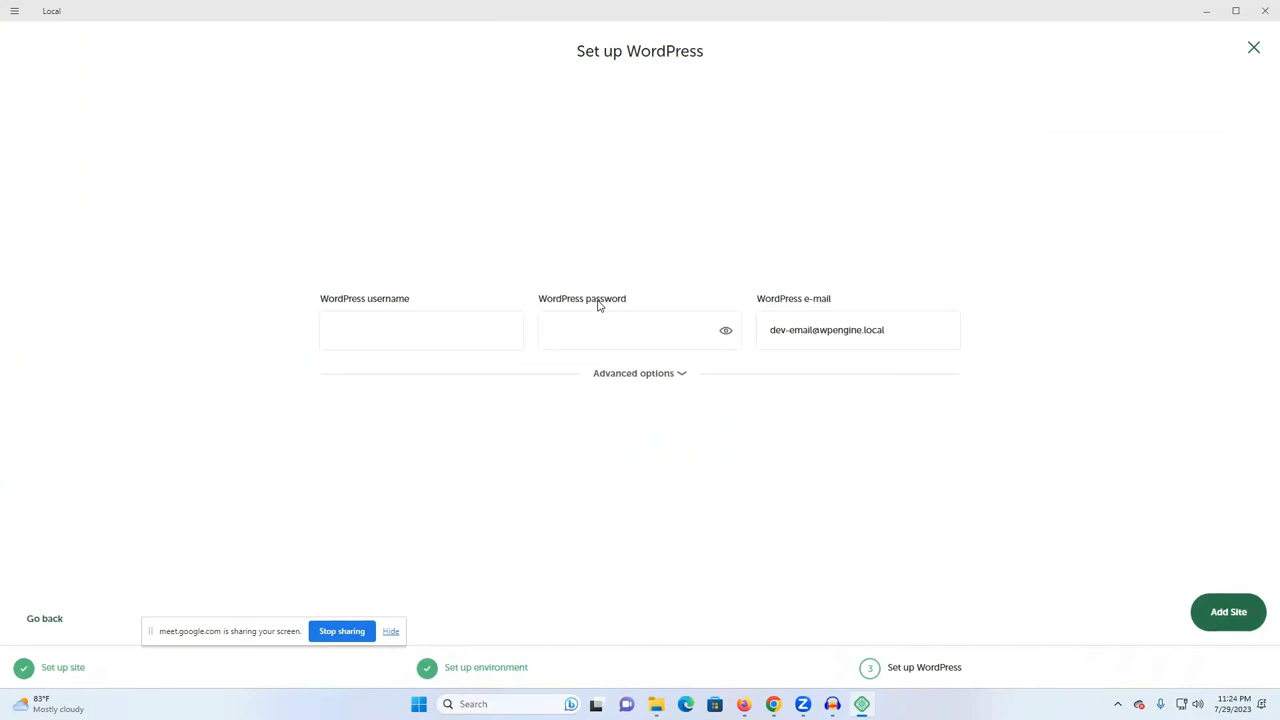 Local
Set up WordPress
WordPress username
WordPress password
WordPress e-mail
dev-email@wpengine.local
Advanced options
Add Site
Go back
meet.google.com is sharing your screen.
Stop sharing
Hide
Set up site
Set up environment
3
Set up WordPress
83°F
Mostly cloudy
Search
11:24 PM
7/29/2023